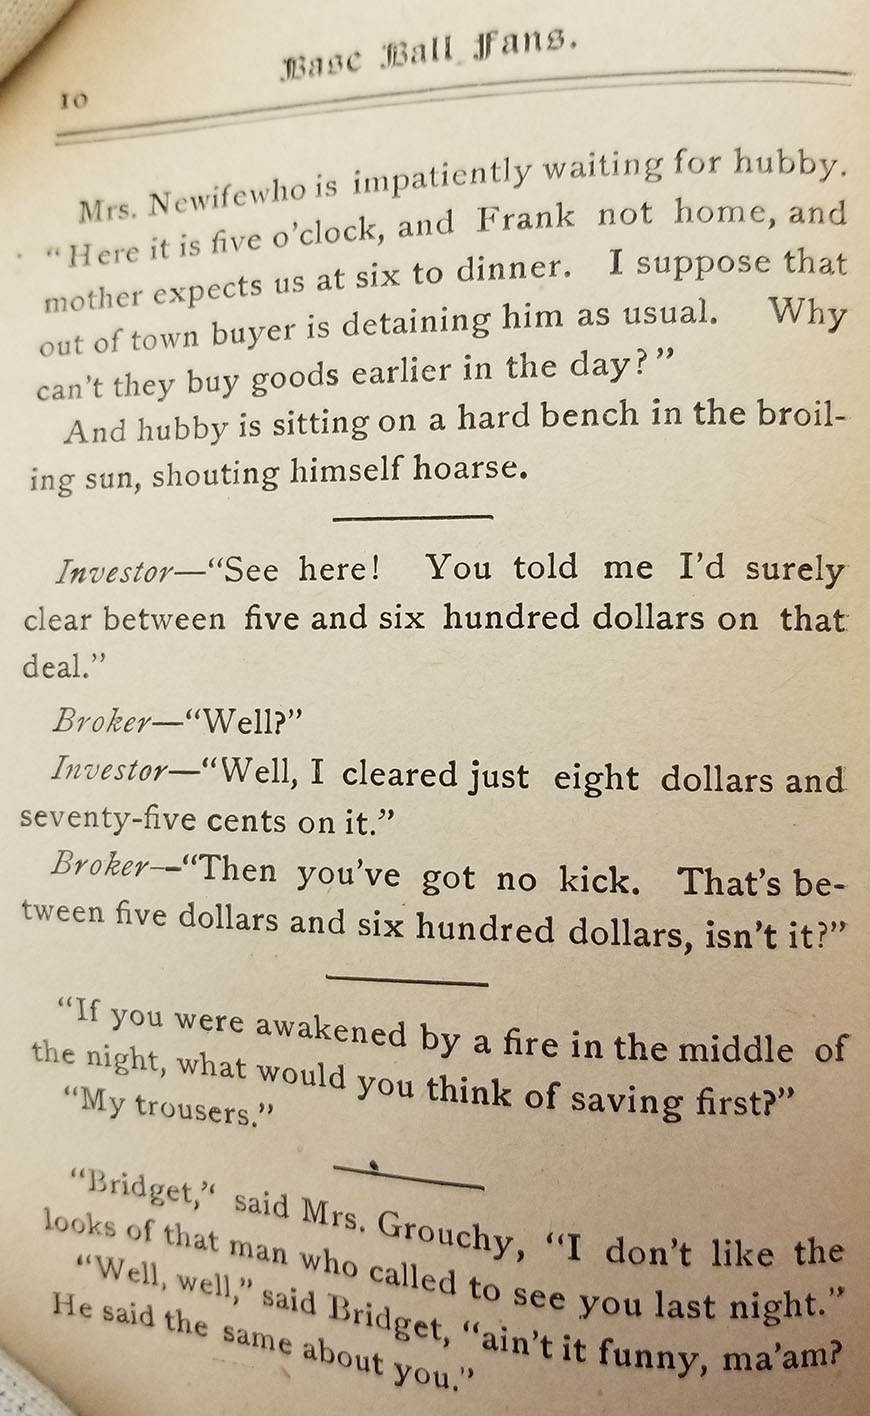 Base Ball Fans.
10
Mrs. Newifewho is impatiently waiting for hubby.
“Here it is five o’clock, and Frank not home, and
mother expects us at six to dinner. I suppose that
out of town buyer is detaining him as usual. Why
can’t they buy goods earlier in the day?”
And hubby is sitting on a hard bench in the broil-
ing sun, shouting himself hoarse.
Investor—“See here! You told me I’d surely
clear between five and six hundred dollars on that
deal.”
Broker—“Well?”
Investor—“Well, I cleared just eight dollars and
seventy-five cents on it.”
Broker—“Then you’ve got no kick. That’s be-
tween five dollars and six hundred dollars, isn’t it?”
“If you were awakened by a fire in the middle of
the night, what would you think of saving first?”
“My trousers.”
“Bridget,“ said Mrs. Grouchy, “I don’t like the
looks of that man who called to see you last night.”
“Well, well,” said Bridget, “ain’t it funny, ma’am?
He said the same about you.”